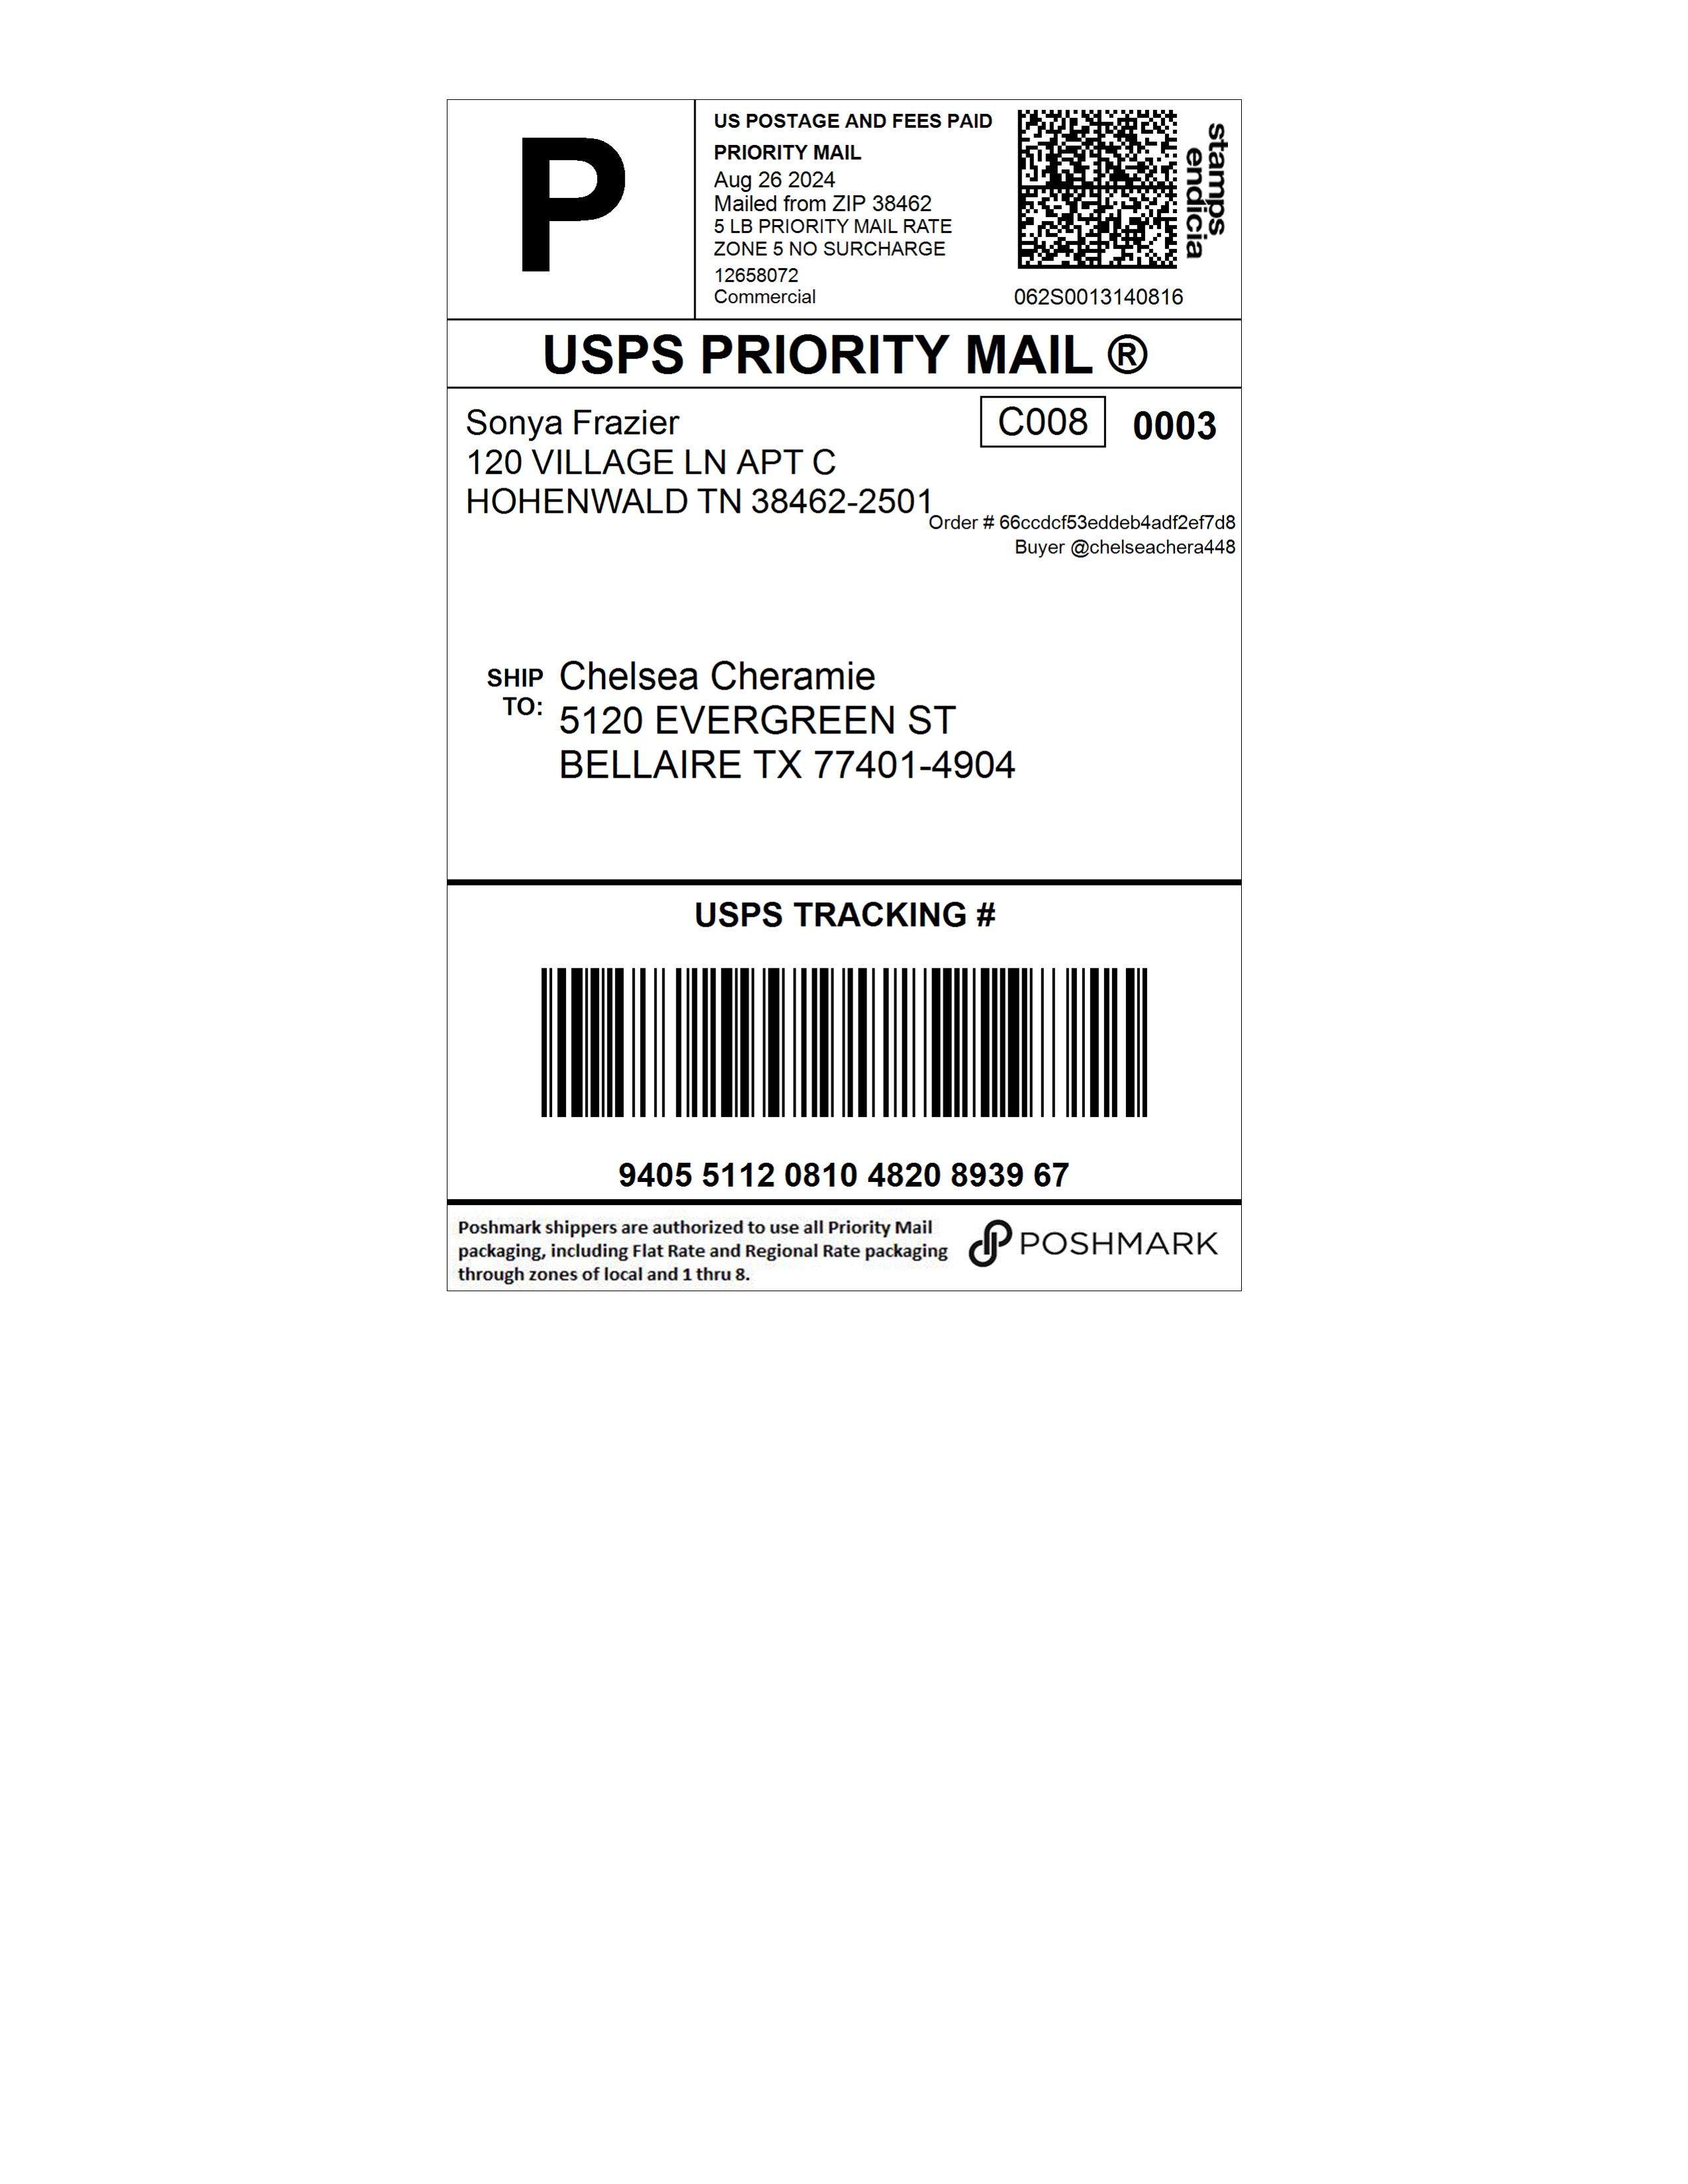 P
US POSTAGE AND FEES PAID
PRIORITY MAIL
Aug 26 2024
Mailed from ZIP 38462
5 LB PRIORITY MAIL RATE
ZONE 5 NO SURCHARGE
12658072
Commercial
062S0013140816
stamps
endicia
USPS PRIORITY MAIL ®
Sonya Frazier
120 VILLAGE LN APT C
HOHENWALD TN 38462-2501
C008 0003
Order # 66ccdcf53eddeb4adf2ef7d8
Buyer @chelseachera448
SHIP TO:
Chelsea Cheramie
5120 EVERGREEN ST
BELLAIRE TX 77401-4904
USPS TRACKING #
9405 5112 0810 4820 8939 67
Poshmark shippers are authorized to use all Priority Mail
packaging, including Flat Rate and Regional Rate packaging
through zones of local and 1 thru 8.
POSHMARK